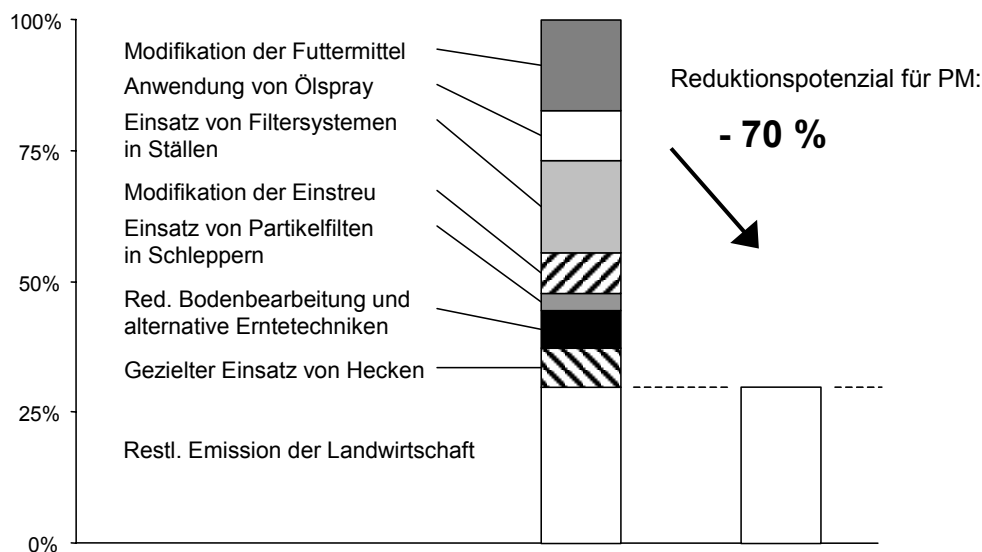 100%
75%
50%
25%
0%
Modifikation der Futtermittel
Anwendung von Ölspray
Einsatz von Filtersystemen
in Ställen
Modifikation der Einstreu
Einsatz von Partikelfilten
in Schleppern
Red. Bodenbearbeitung und
alternative Erntetechniken
Gezielter Einsatz von Hecken
Restl. Emission der Landwirtschaft
Reduktionspotenzial für PM:
- 70 %